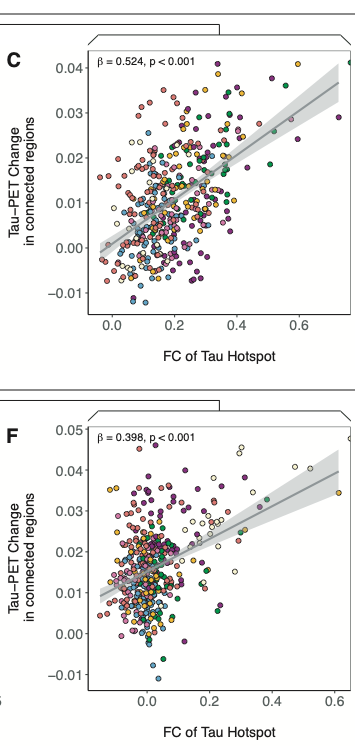 C
β = 0.524, p < 0.001
0.04
0.03
0.02
0.01
0.00
−0.01
Tau−PET Change
in connected regions
0.0 0.2 0.4 0.6
FC of Tau Hotspot
F
β = 0.398, p < 0.001
0.05
0.04
0.03
0.02
0.01
0.00
−0.01
Tau−PET Change
in connected regions
0.0 0.2 0.4 0.6
FC of Tau Hotspot